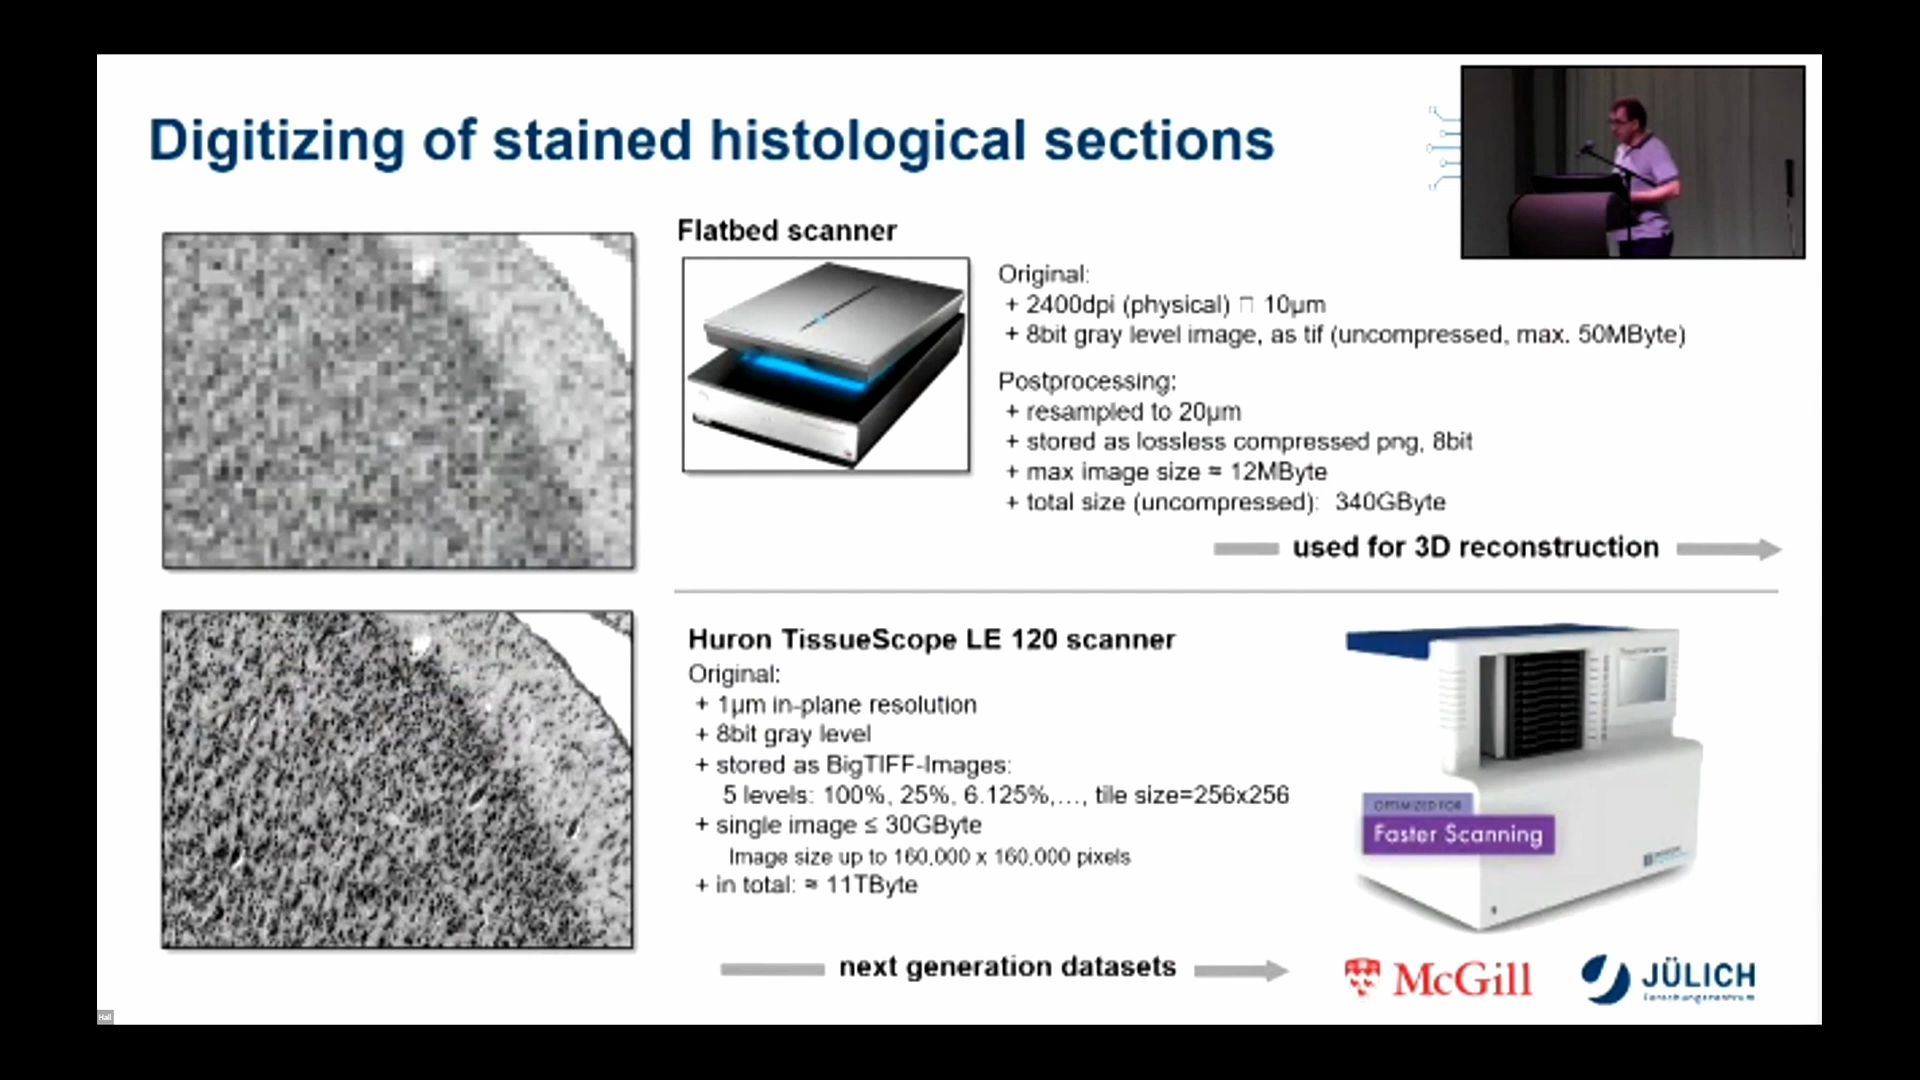 Digitizing of stained histological sections
Flatbed scanner
Original:
+ 2400dpi (physical) □ 10µm
+ 8bit gray level image, as tif (uncompressed, max. 50MByte)
Postprocessing:
+ resampled to 20µm
+ stored as lossless compressed png, 8bit
+ max image size ≈ 12MByte
+ total size (uncompressed): 340GByte
used for 3D reconstruction
Huron TissueScope LE 120 scanner
Original:
+ 1µm in-plane resolution
+ 8bit gray level
+ stored as BigTIFF-Images:
5 levels: 100%, 25%, 6.125%,..., tile size=256x256
+ single image ≤ 30GByte
Image size up to 160.000 x 160.000 pixels
+ in total: ≈ 11TByte
OPTIMIZED FOR
Faster Scanning
next generation datasets
McGill
JÜLICH
Forschungszentrum
Hall